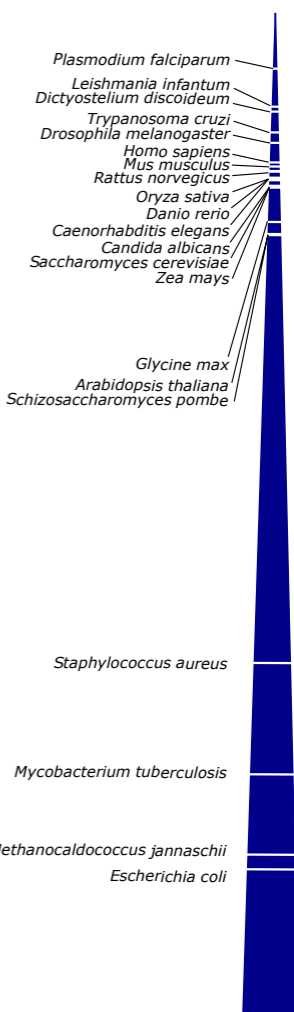 Plasmodium falciparum
Leishmania infantum
Dictyostelium discoideum
Trypanosoma cruzi
Drosophila melanogaster
Homo sapiens
Mus musculus
Rattus norvegicus
Oryza sativa
Danio rerio
Caenorhabditis elegans
Candida albicans
Saccharomyces cerevisiae
Zea mays
Glycine max
Arabidopsis thaliana
Schizosaccharomyces pombe
Staphylococcus aureus
Mycobacterium tuberculosis
ethanocaldococcus jannaschii
Escherichia coli